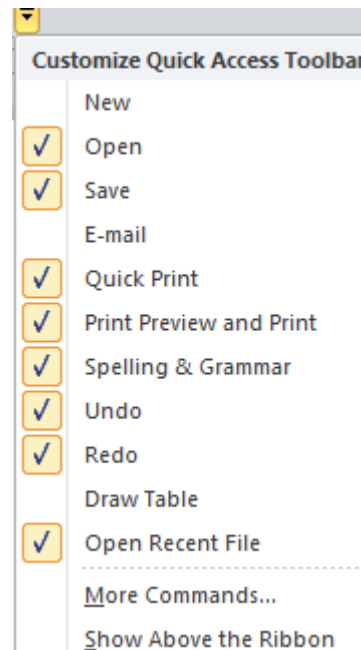 Customize Quick Access Toolbar
New
Open
Save
E-mail
Quick Print
Print Preview and Print
Spelling & Grammar
Undo
Redo
Draw Table
Open Recent File
More Commands...
Show Above the Ribbon